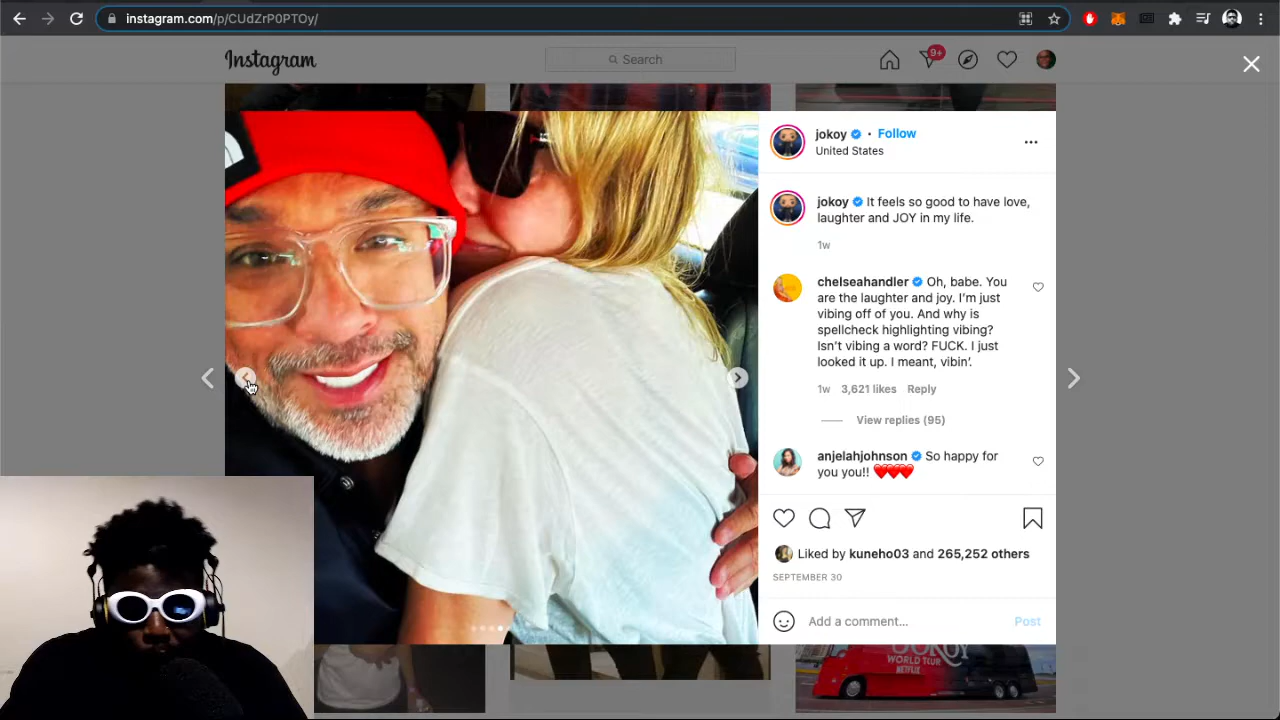 instagram.com/p/CUdZrP0PTOy/
Instagram
Search
9+
jokoy • Follow
United States
jokoy It feels so good to have love,
laughter and JOY in my life.
1w
chelseahandler Oh, babe. You
are the laughter and joy. I'm just
vibing off of you. And why is
spellcheck highlighting vibing?
Isn't vibing a word? FUCK. I just
looked it up. I meant, vibin'.
1w 3,621 likes Reply
View replies (95)
anjelahjohnson So happy for
you you!! ❤❤❤❤
Liked by kuneho03 and 265,252 others
SEPTEMBER 30
Add a comment... Post
JOKOY
WORLD TOUR
NETFLIX